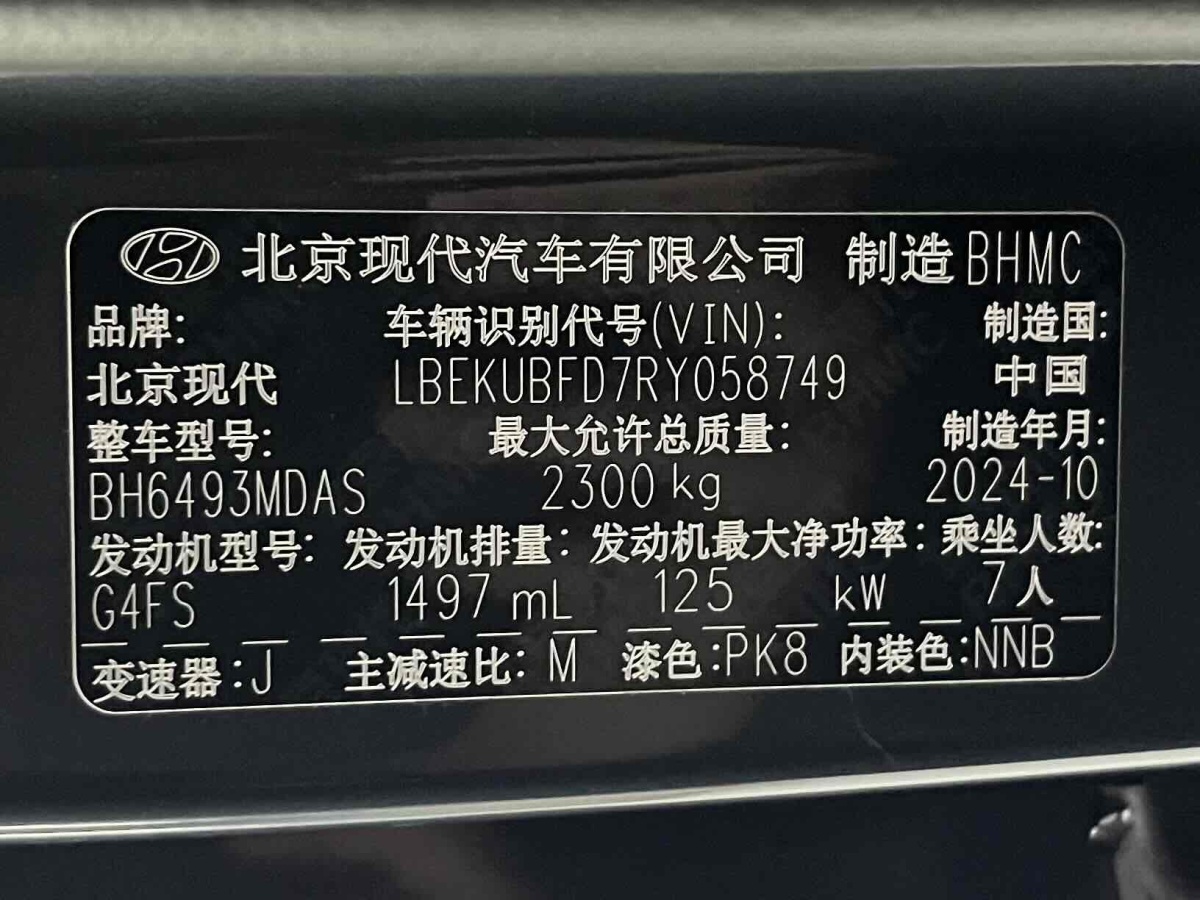 北京现代汽车有限公司 制造 BHMC
品牌: 车辆识别代号(VIN): 制造国:
北京现代 LBEKUBFD7RY058749 中国
整车型号: 最大允许总质量: 制造年月:
BH6493MDAS 2300 kg 2024-10
发动机型号: 发动机排量: 发动机最大净功率: 乘坐人数:
G4FS 1497 mL 125 kW 7人
变速器:J 主减速比: M 漆色:PK8 内装色:NNB